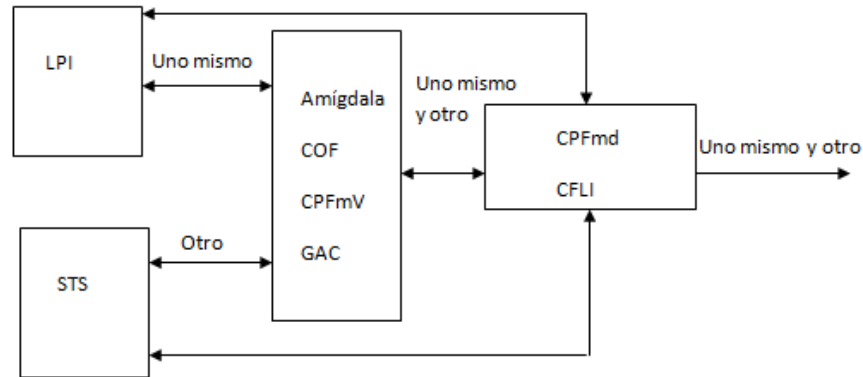 LPI
Uno mismo
Amígdala
COF
CPFmV
GAC
Uno mismo
y otro
CPFmd
CFLI
Uno mismo y otro
STS
Otro